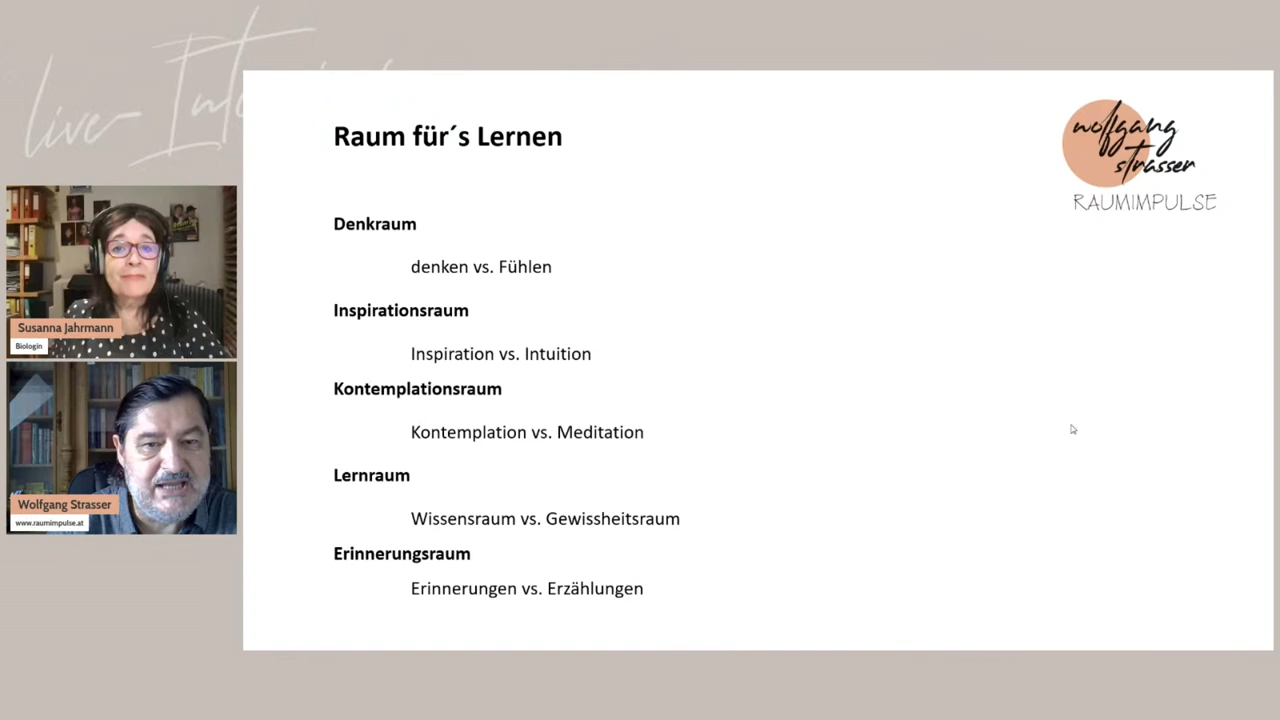 live-
Raum für´s Lernen
wolfgang
strasser
RAUMIMPULSE
Denkraum
denken vs. Fühlen
Inspirationsraum
Inspiration vs. Intuition
Kontemplationsraum
Kontemplation vs. Meditation
Lernraum
Wissensraum vs. Gewissheitsraum
Erinnerungsraum
Erinnerungen vs. Erzählungen
Susanna Jahrmann
Biologin
Wolfgang Strasser
www.raumimpulse.at